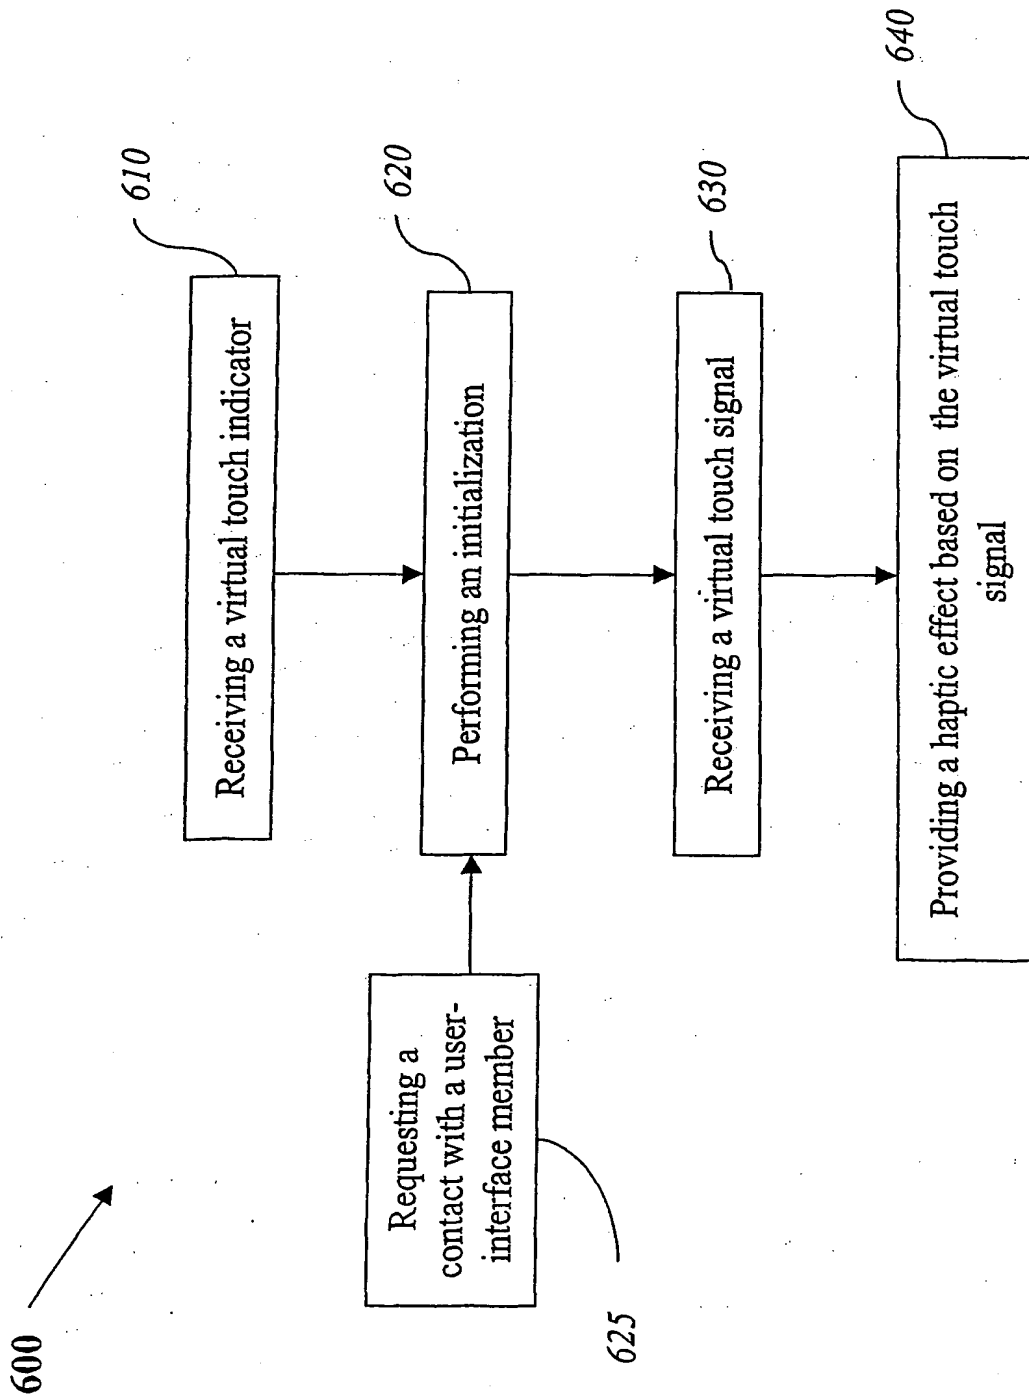 600
610
Receiving a virtual touch indicator
620
Performing an initialization
Requesting a
contact with a user-
interface member
625
630
Receiving a virtual touch signal
640
Providing a haptic effect based on the virtual touch
signal